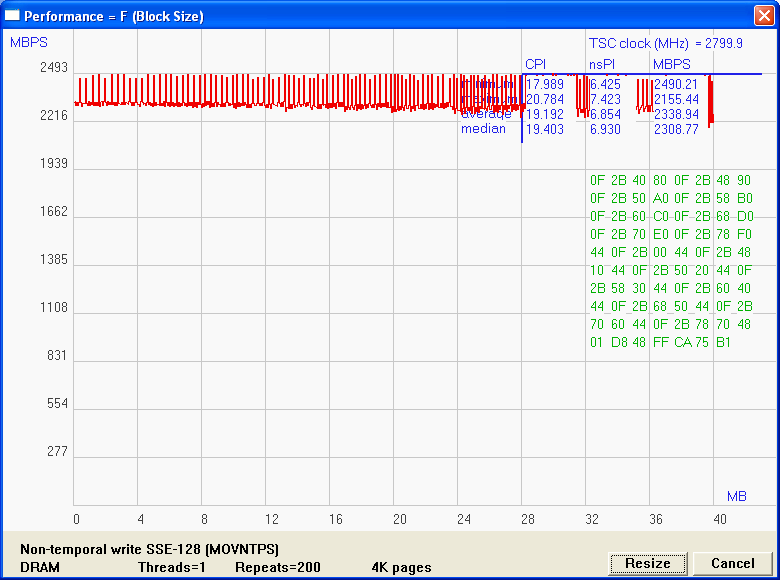 Performance = F (Block Size)
MBPS
TSC clock (MHz) = 2799.9
CPI nsPI MBPS
minimum 17.989 6.425 2490.21
maximum 20.784 7.423 2155.44
average 19.192 6.854 2338.94
median 19.403 6.930 2308.77
2493
2216
1939
1662
1385
1108
831
554
277
0F 2B 40 80 0F 2B 48 90
0F 2B 50 A0 0F 2B 58 B0
0F 2B 60 C0 0F 2B 68 D0
0F 2B 70 E0 0F 2B 78 F0
44 0F 2B 00 44 0F 2B 48
10 44 0F 2B 50 20 44 0F
2B 58 30 44 0F 2B 60 40
44 0F 2B 68 50 44 0F 2B
70 60 44 0F 2B 78 70 48
01 D8 48 FF CA 75 B1
MB
0 4 8 12 16 20 24 28 32 36 40
Non-temporal write SSE-128 (MOVNTPS)
DRAM Threads=1 Repeats=200 4K pages
Resize Cancel